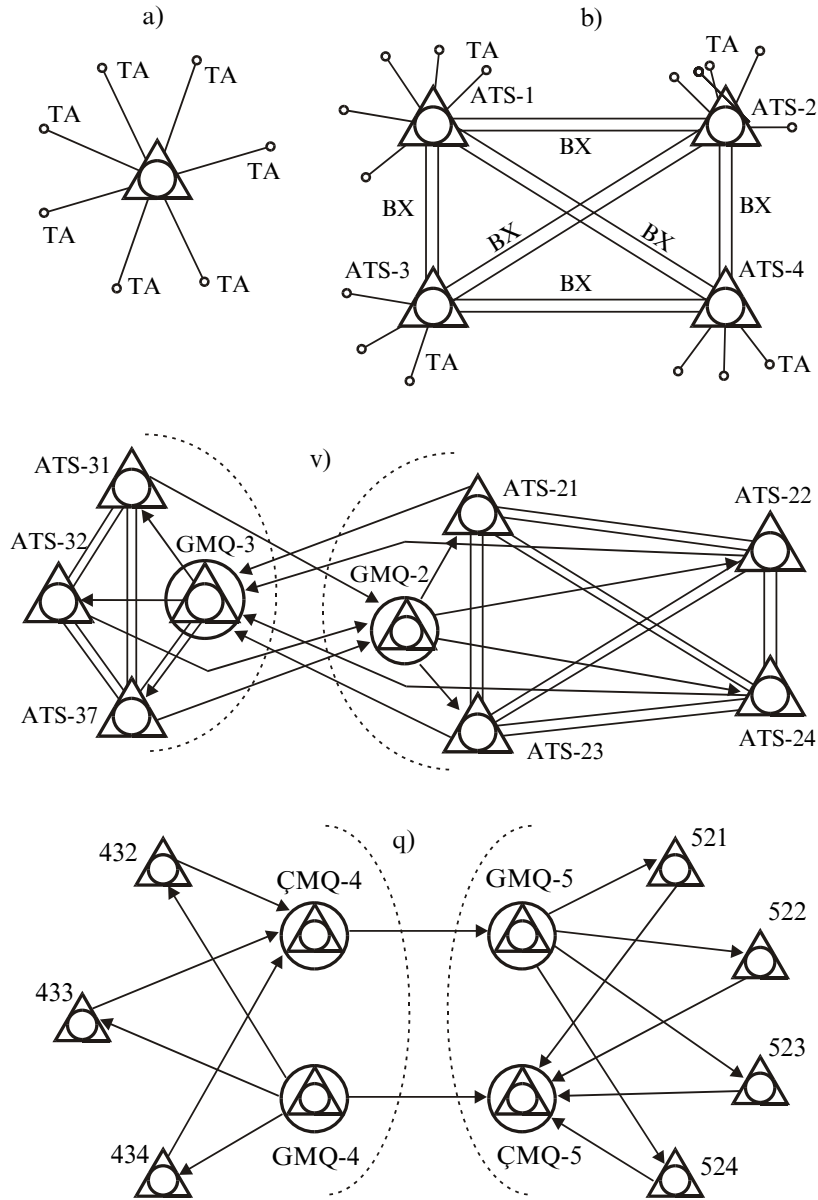 a)
b)
TA
TA
TA
TA
TA
TA
TA
TA
TA
ATS-1
ATS-2
BX
BX
BX
BX
BX
ATS-3
BX
ATS-4
TA
TA
v)
ATS-31
ATS-21
ATS-22
ATS-32
GMQ-3
GMQ-2
ATS-37
ATS-23
ATS-24
q)
432
521
ÇMQ-4
GMQ-5
522
433
523
434
GMQ-4
ÇMQ-5
524